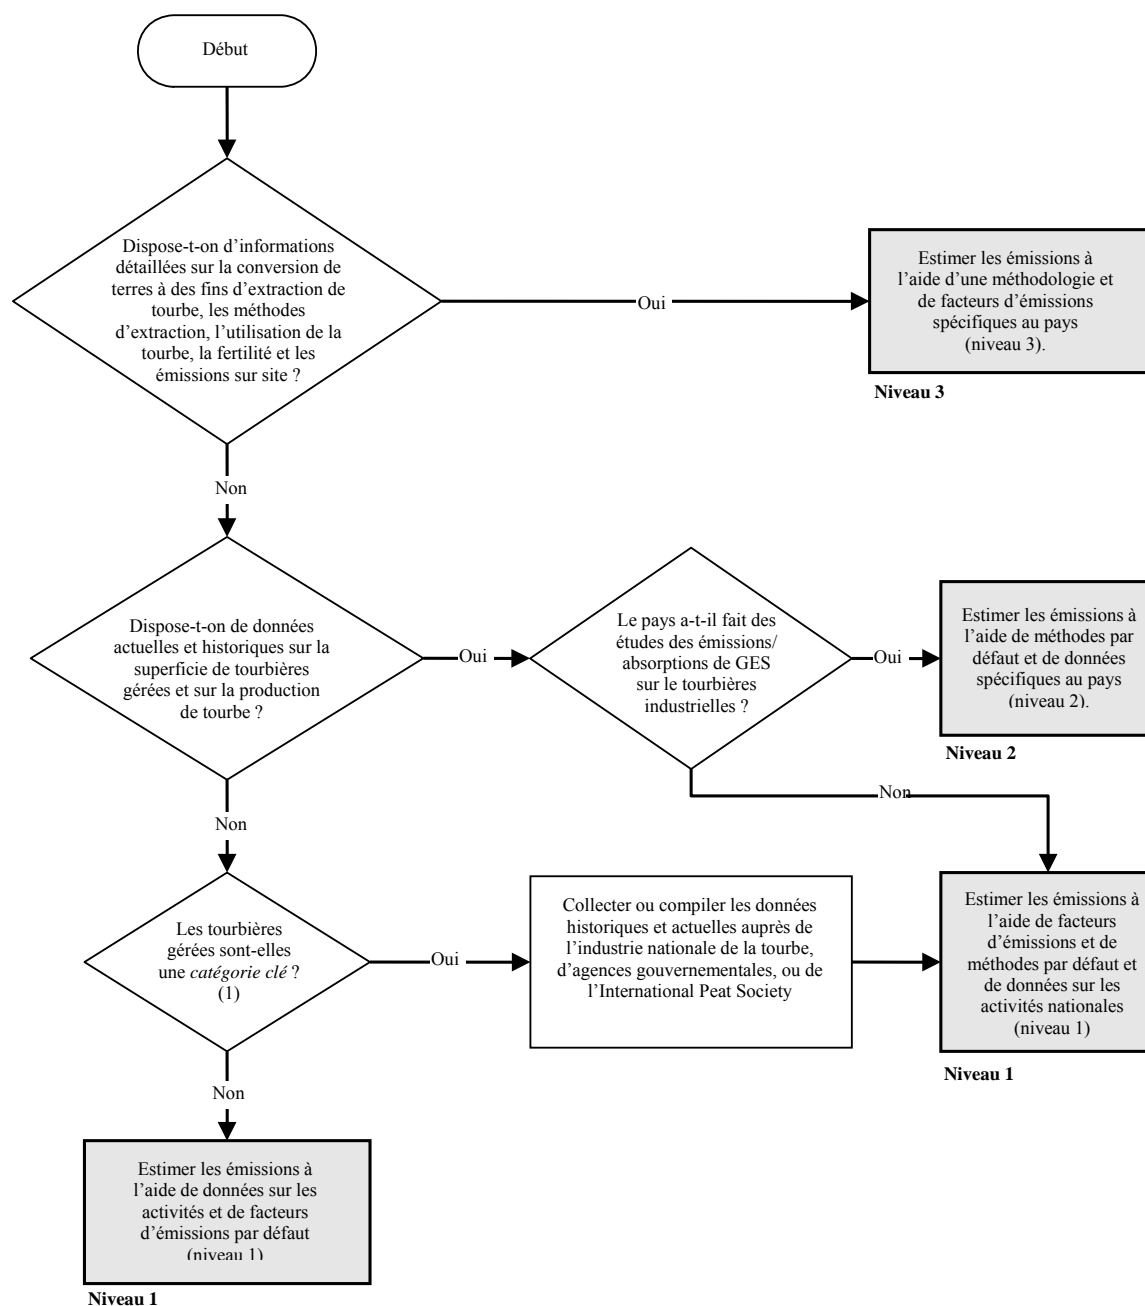 Début
Dispose-t-on d’informations
détaillées sur la conversion de
terres à des fins d’extraction de
tourbe, les méthodes
d’extraction, l’utilisation de la
tourbe, la fertilité et les
émissions sur site ?
Oui
Estimer les émissions à
l’aide d’une méthodologie et
de facteurs d’émissions
spécifiques au pays
(niveau 3).
Niveau 3
Non
Dispose-t-on de données
actuelles et historiques sur la
superficie de tourbières
gérées et sur la production
de tourbe ?
Oui
Le pays a-t-il fait des
études des émissions/
absorptions de GES
sur le tourbières
industrielles ?
Oui
Estimer les émissions à
l’aide de méthodes par
défaut et de données
spécifiques au pays
(niveau 2).
Niveau 2
Non
Non
Les tourbières
gérées sont-elles
une catégorie clé ?
(1)
Oui
Collecter ou compiler les données
historiques et actuelles auprès de
l’industrie nationale de la tourbe,
d’agences gouvernementales, ou de
l’International Peat Society
Estimer les émissions à
l’aide de facteurs
d’émissions et de
méthodes par défaut et
de données sur les
activités nationales
(niveau 1)
Niveau 1
Non
Estimer les émissions à
l’aide de données sur les
activités et de facteurs
d’émissions par défaut
(niveau 1)
Niveau 1